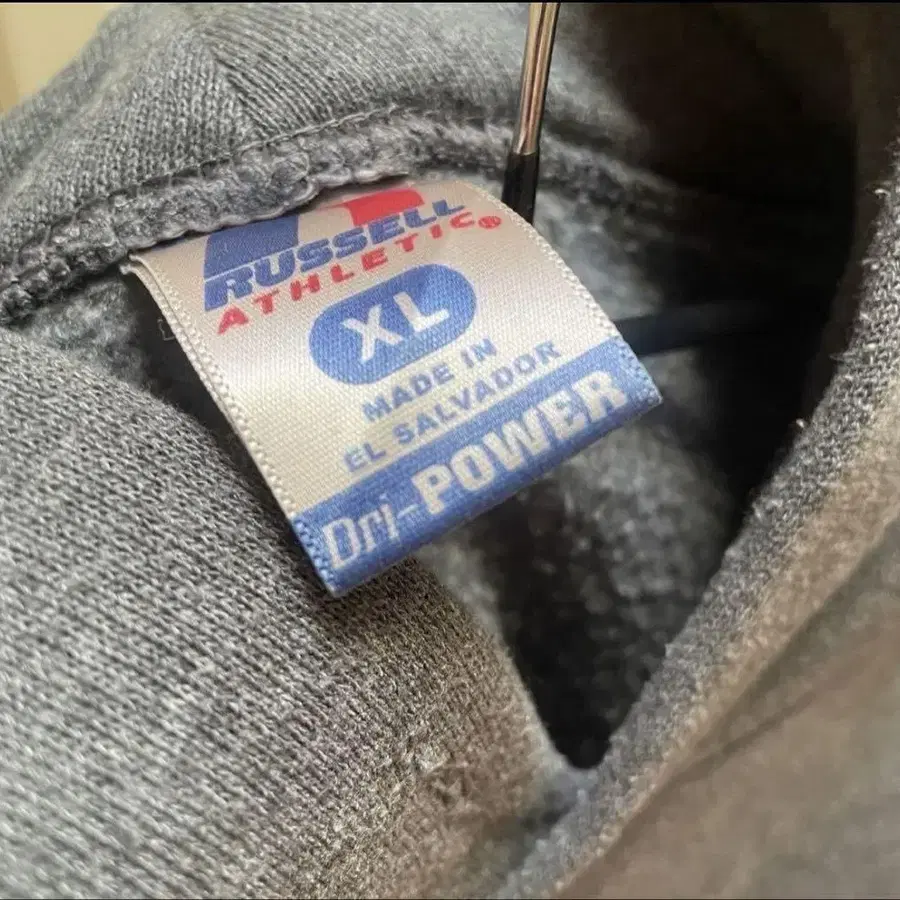 RUSSELL
ATHLETIC®
XL
MADE IN
EL SALVADOR
Dri-POWER